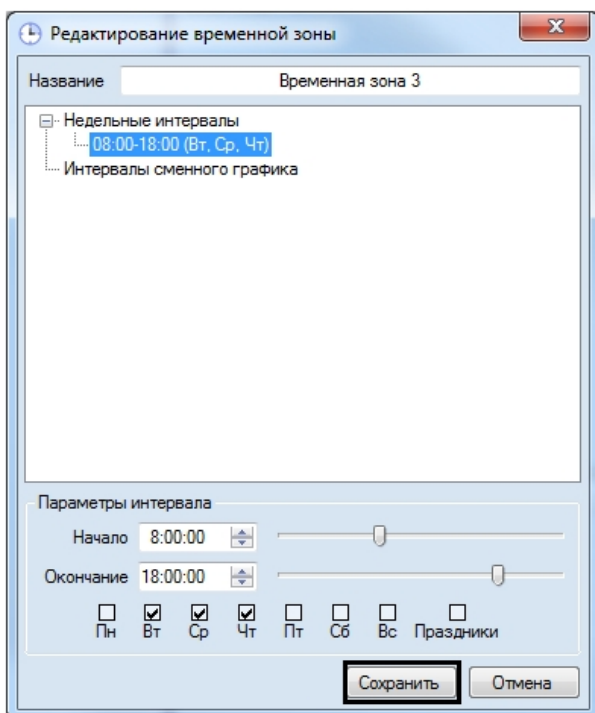 Редактирование временной зоны
Название Временная зона 3
Недельные интервалы
08:00-18:00 (Вт, Ср, Чт)
Интервалы сменного графика
Параметры интервала
Начало 8:00:00
Окончание 18:00:00
Пн Вт Ср Чт Пт Сб Вс Праздники
Сохранить Отмена